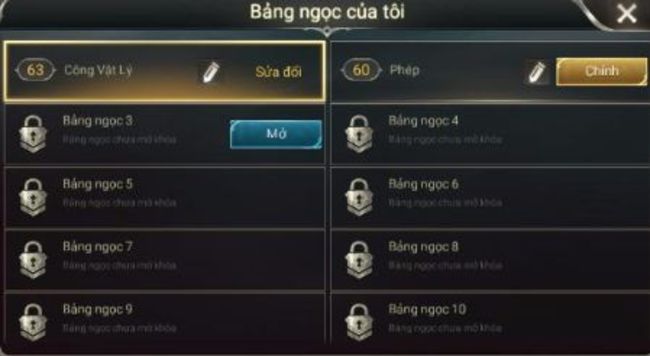 Bảng ngọc của tôi
63 Công Vật Lý Sửa đổi
60 Phép Chỉnh
Bảng ngọc 3
Bảng ngọc chưa mở khóa
Mở
Bảng ngọc 4
Bảng ngọc chưa mở khóa
Bảng ngọc 5
Bảng ngọc chưa mở khóa
Bảng ngọc 6
Bảng ngọc chưa mở khóa
Bảng ngọc 7
Bảng ngọc chưa mở khóa
Bảng ngọc 8
Bảng ngọc chưa mở khóa
Bảng ngọc 9
Bảng ngọc chưa mở khóa
Bảng ngọc 10
Bảng ngọc chưa mở khóa